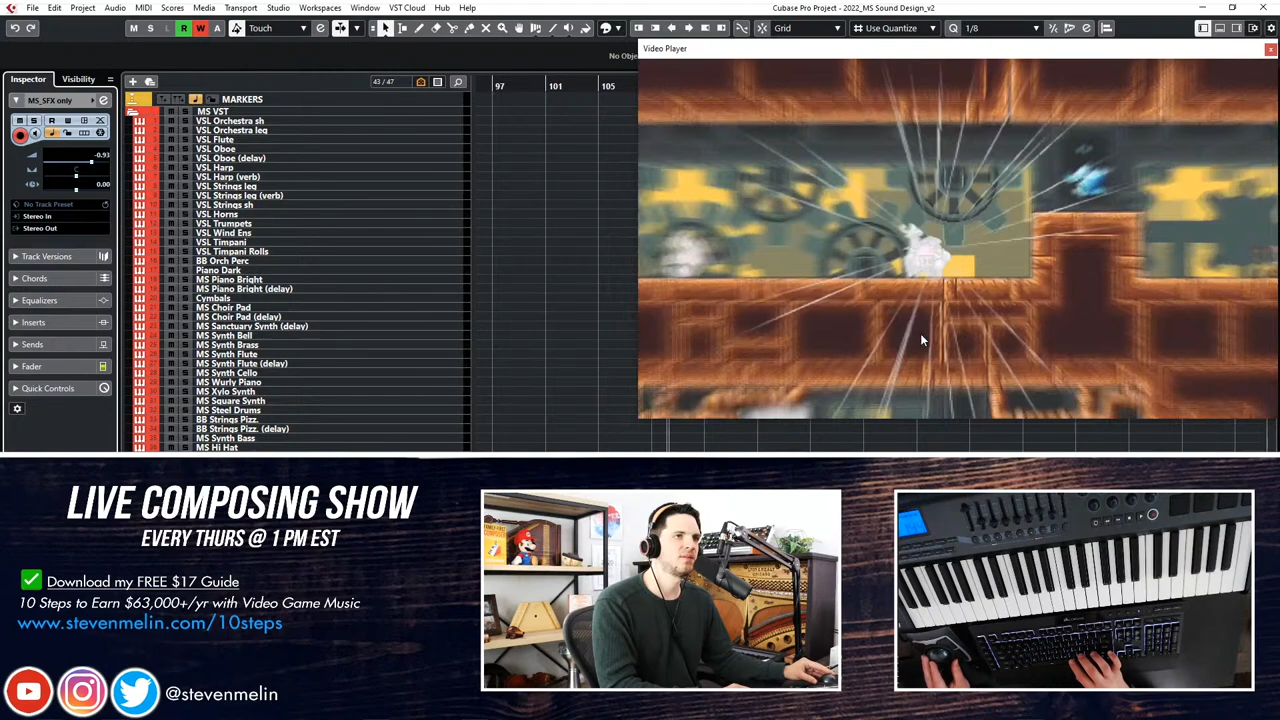 File Edit Project Audio MIDI Scores Media Transport Studio Workspaces Window VST Cloud Hub Help
Cubase Pro Project - 2022_MS Sound Design_v2
M S L R W A Touch Grid Use Quantize Q 1/8
No Obje
Video Player
Inspector Visibility
43 / 47
97 101 105
MS_SFX only
MARKERS
MS VST
VSL Orchestra sh
VSL Orchestra leg
VSL Flute
VSL Oboe
VSL Oboe (delay)
VSL Harp
VSL Harp (verb)
VSL Strings leg
VSL Strings leg (verb)
VSL Strings sh
VSL Horns
VSL Trumpets
VSL Wind Ens
VSL Timpani
VSL Timpani Rolls
BB Orch Perc
Piano Dark
MS Piano Bright
MS Piano Bright (delay)
Cymbals
MS Choir Pad
MS Choir Pad (delay)
MS Sanctuary Synth (delay)
MS Synth Bell
MS Synth Brass
MS Synth Flute
MS Synth Flute (delay)
MS Synth Cello
MS Wurly Piano
MS Xylo Synth
MS Square Synth
MS Steel Drums
BB Strings Pizz.
BB Strings Pizz. (delay)
MS Synth Bass
MS Hi Hat
-0.93
C
0.00
No Track Preset
Stereo In
Stereo Out
Track Versions
Chords
Equalizers
Inserts
Sends
Fader
Quick Controls
LIVE COMPOSING SHOW
EVERY THURS @ 1 PM EST
Download my FREE $17 Guide
10 Steps to Earn $63,000+/yr with Video Game Music
www.stevenmelin.com/10steps
@stevenmelin